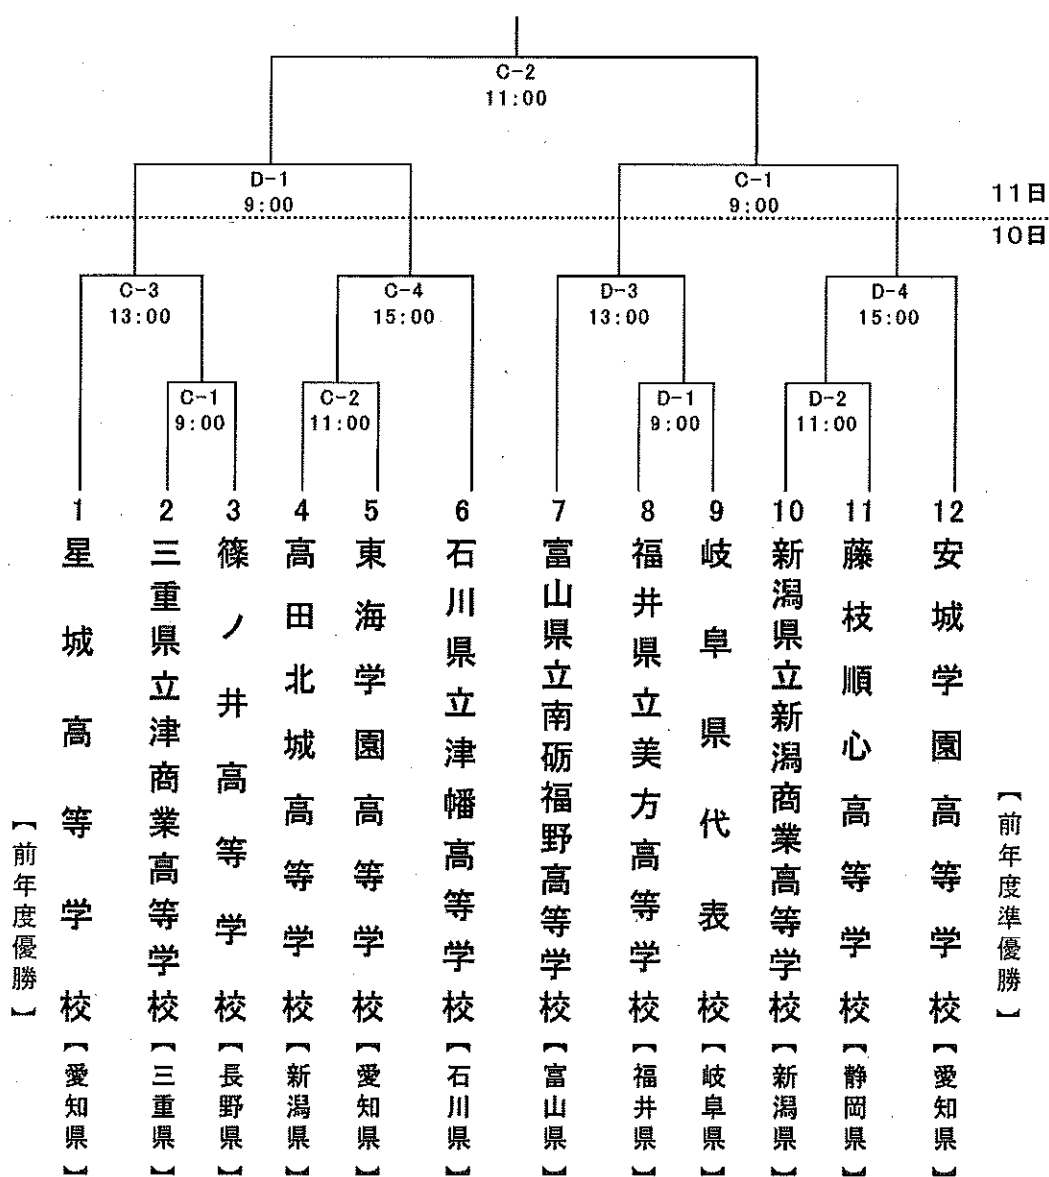 C-2
11:00
D-1
9:00
C-1
9:00
11日
10日
C-3
13:00
C-4
15:00
D-3
13:00
D-4
15:00
C-1
9:00
C-2
11:00
D-1
9:00
D-2
11:00
1
星城高等学校【愛知県】
【前年度優勝】
2
三重県立津商業高等学校【三重県】
3
篠ノ井高等学校【長野県】
4
高田北城高等学校【新潟県】
5
東海学園高等学校【愛知県】
6
石川県立津幡高等学校【石川県】
7
富山県立南砺福野高等学校【富山県】
8
福井県立美方高等学校【福井県】
9
岐阜県代表校【岐阜県】
10
新潟県立新潟商業高等学校【新潟県】
11
藤枝順心高等学校【静岡県】
12
安城学園高等学校【愛知県】
【前年度準優勝】